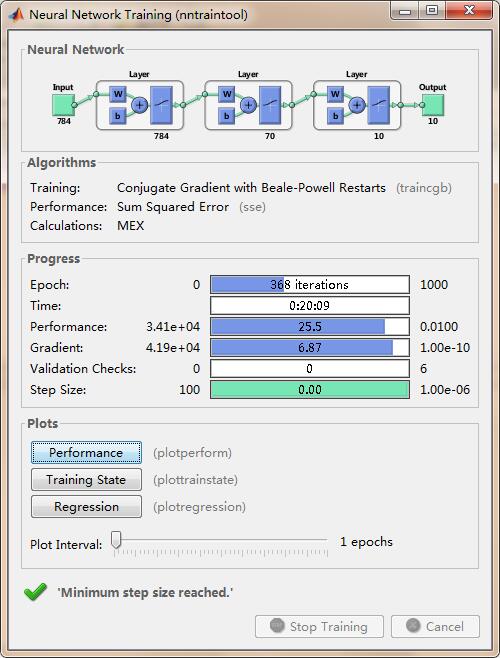 Neural Network Training (nntraintool)
Neural Network
Layer Layer Layer
Input Output
W W W
b b b
784 10
784 70 10
Algorithms
Training: Conjugate Gradient with Beale-Powell Restarts (traincgb)
Performance: Sum Squared Error (sse)
Calculations: MEX
Progress
Epoch: 0 368 iterations 1000
Time: 0:20:09
Performance: 3.41e+04 25.5 0.0100
Gradient: 4.19e+04 6.87 1.00e-10
Validation Checks: 0 0 6
Step Size: 100 0.00 1.00e-06
Plots
Performance (plotperform)
Training State (plottrainstate)
Regression (plotregression)
Plot Interval: 1 epochs
'Minimum step size reached.'
Stop Training Cancel